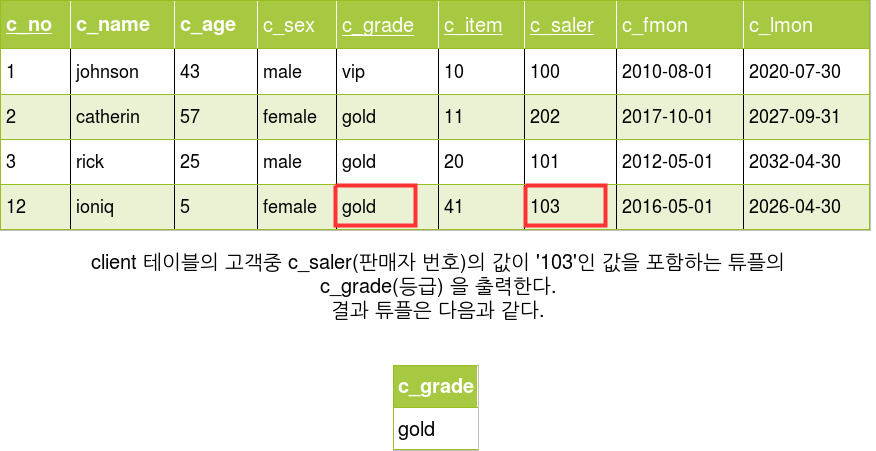 c_no c_name c_age c_sex c_grade c_item c_saler c_fmon c_lmon
1 johnson 43 male vip 10 100 2010-08-01 2020-07-30
2 catherin 57 female gold 11 202 2017-10-01 2027-09-31
3 rick 25 male gold 20 101 2012-05-01 2032-04-30
12 ioniq 5 female gold 41 103 2016-05-01 2026-04-30
client 테이블의 고객중 c_saler(판매자 번호)의 값이 '103'인 값을 포함하는 튜플의
c_grade(등급) 을 출력한다.
결과 튜플은 다음과 같다.
c_grade
gold